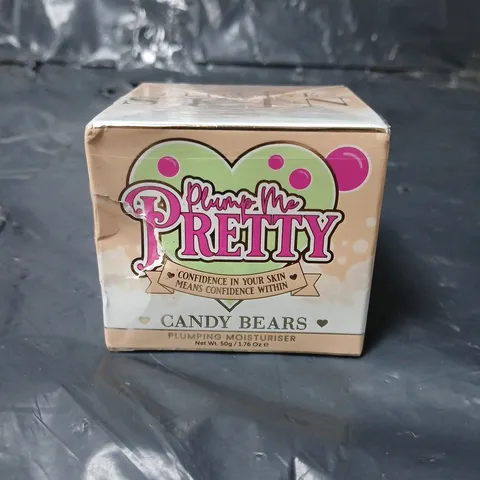 Plump Me
PRETTY
CONFIDENCE IN YOUR SKIN
MEANS CONFIDENCE WITHIN
CANDY BEARS
PLUMPING MOISTURISER
Net Wt. 50g / 1.76 Oz ℮